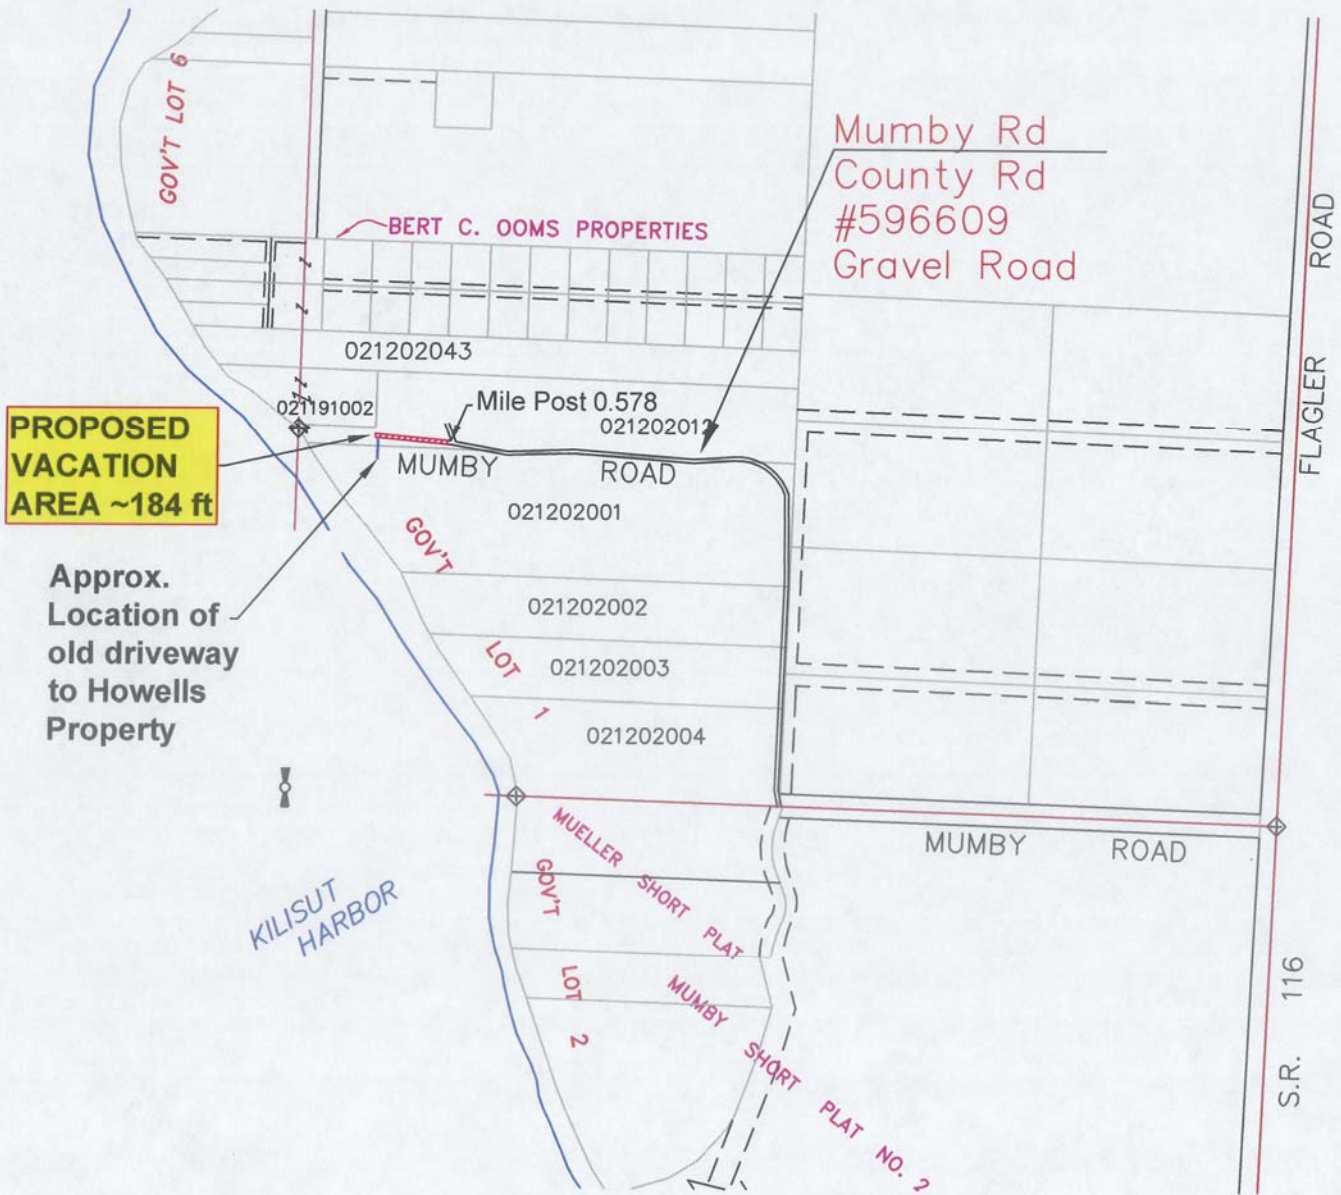 GOV'T LOT 6
Mumby Rd
County Rd
#596609
Gravel Road
BERT C. OOMS PROPERTIES
FLAGLER ROAD
021202043
021191002
Mile Post 0.578
021202012
PROPOSED
VACATION
AREA ~184 ft
MUMBY ROAD
021202001
GOV'T LOT 1
Approx.
Location of
old driveway
to Howells
Property
021202002
021202003
021202004
MUELLER SHORT PLAT
MUMBY ROAD
GOV'T LOT 2
KILISUT
HARBOR
MUMBY SHORT PLAT NO. 2
S.R. 116